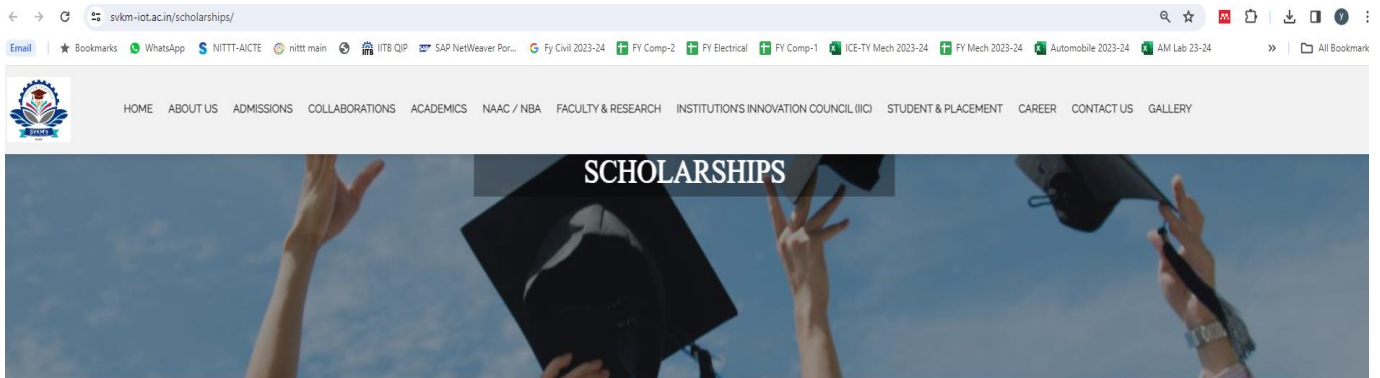 svkm-iot.ac.in/scholarships/
Email Bookmarks WhatsApp NITTT-AICTE nittt main IITB QIP SAP NetWeaver Por... Fy Civil 2023-24 FY Comp-2 FY Electrical FY Comp-1 ICE-TY Mech 2023-24 FY Mech 2023-24 Automobile 2023-24 AM Lab 23-24 » All Bookmark
HOME ABOUT US ADMISSIONS COLLABORATIONS ACADEMICS NAAC / NBA FACULTY & RESEARCH INSTITUTION'S INNOVATION COUNCIL (IIC) STUDENT & PLACEMENT CAREER CONTACT US GALLERY
SVKM's
SCHOLARSHIPS